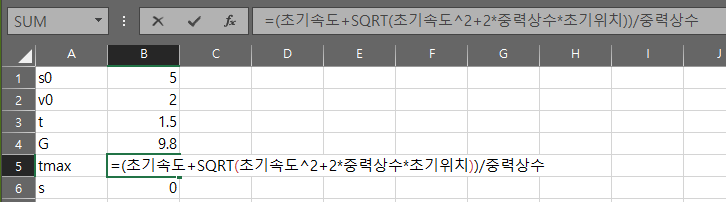 SUM =(초기속도+SQRT(초기속도^2+2*중력상수*초기위치))/중력상수
A B C D E F G H I J
1 s0 5
2 v0 2
3 t 1.5
4 G 9.8
5 tmax =(초기속도+SQRT(초기속도^2+2*중력상수*초기위치))/중력상수
6 s 0